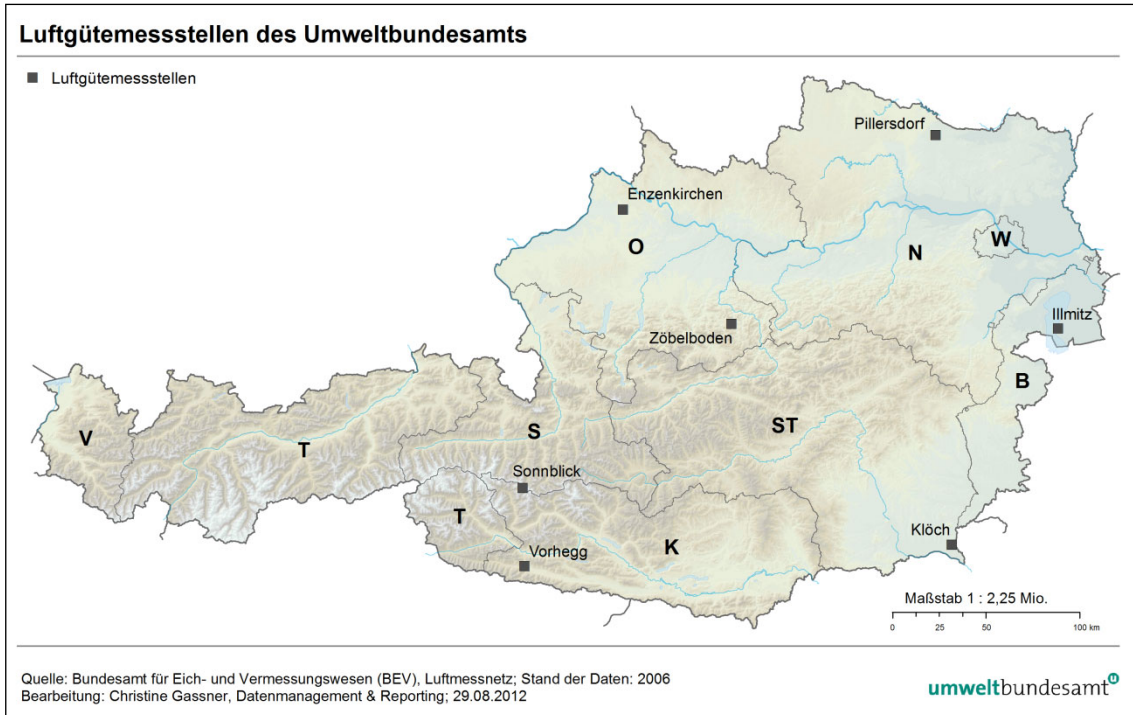 Luftgütemessstellen des Umweltbundesamts
Luftgütemessstellen
Pillersdorf
Enzenkirchen
O
N
W
Illmitz
Zöbelboden
B
V
T
S
ST
Sonnblick
T
K
Klöch
Vorhegg
Maßstab 1 : 2,25 Mio.
0 25 50 100 km
Quelle: Bundesamt für Eich- und Vermessungswesen (BEV), Luftmessnetz; Stand der Daten: 2006
Bearbeitung: Christine Gassner, Datenmanagement & Reporting; 29.08.2012
umweltbundesamt u